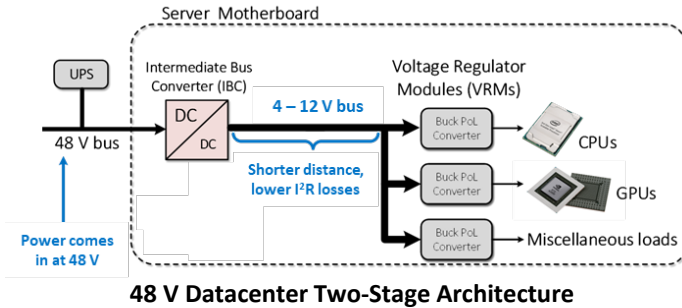 Server Motherboard
UPS
Intermediate Bus
Converter (IBC)
4 – 12 V bus
Voltage Regulator
Modules (VRMs)
DC
DC
48 V bus
Buck PoL
Converter
CPUs
Shorter distance,
lower I²R losses
Buck PoL
Converter
GPUs
Power comes
in at 48 V
Buck PoL
Converter
Miscellaneous loads
48 V Datacenter Two-Stage Architecture